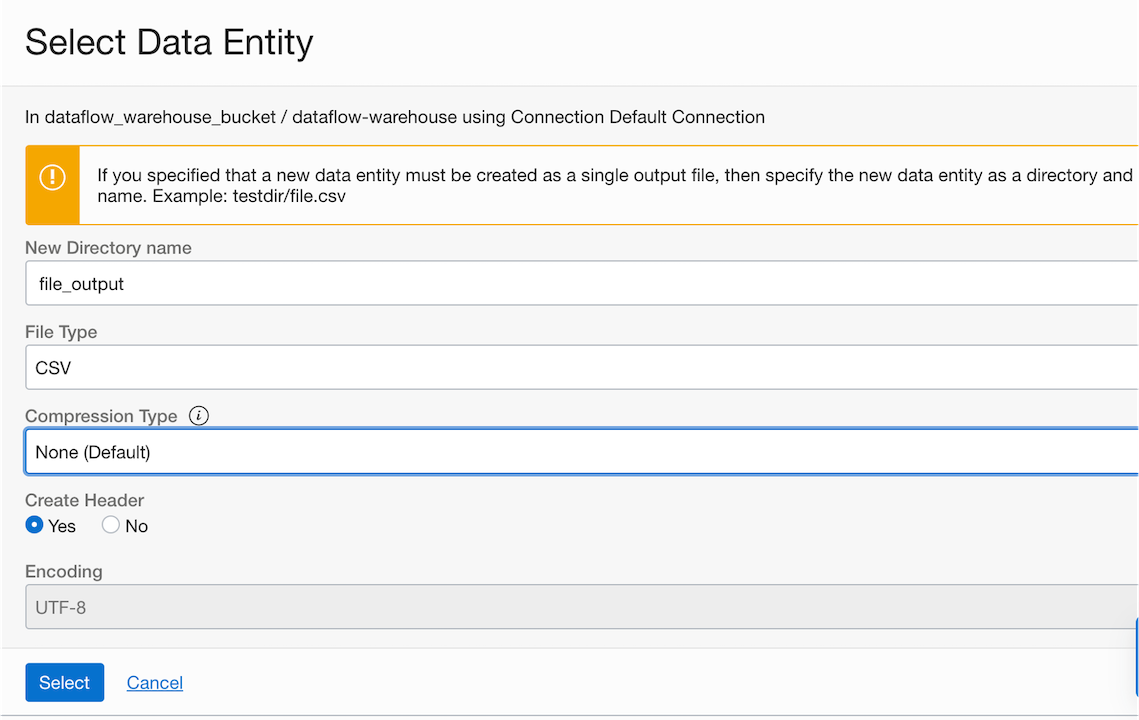 Select Data Entity
In dataflow_warehouse_bucket / dataflow-warehouse using Connection Default Connection
If you specified that a new data entity must be created as a single output file, then specify the new data entity as a directory and
name. Example: testdir/file.csv
New Directory name
file_output
File Type
CSV
Compression Type
None (Default)
Create Header
Yes No
Encoding
UTF-8
Select Cancel